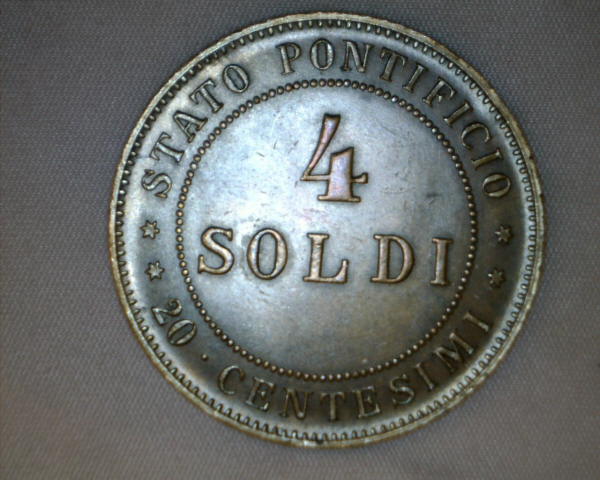 STATO PONTIFICIO
4
SOLDI
20 · CENTESIMI